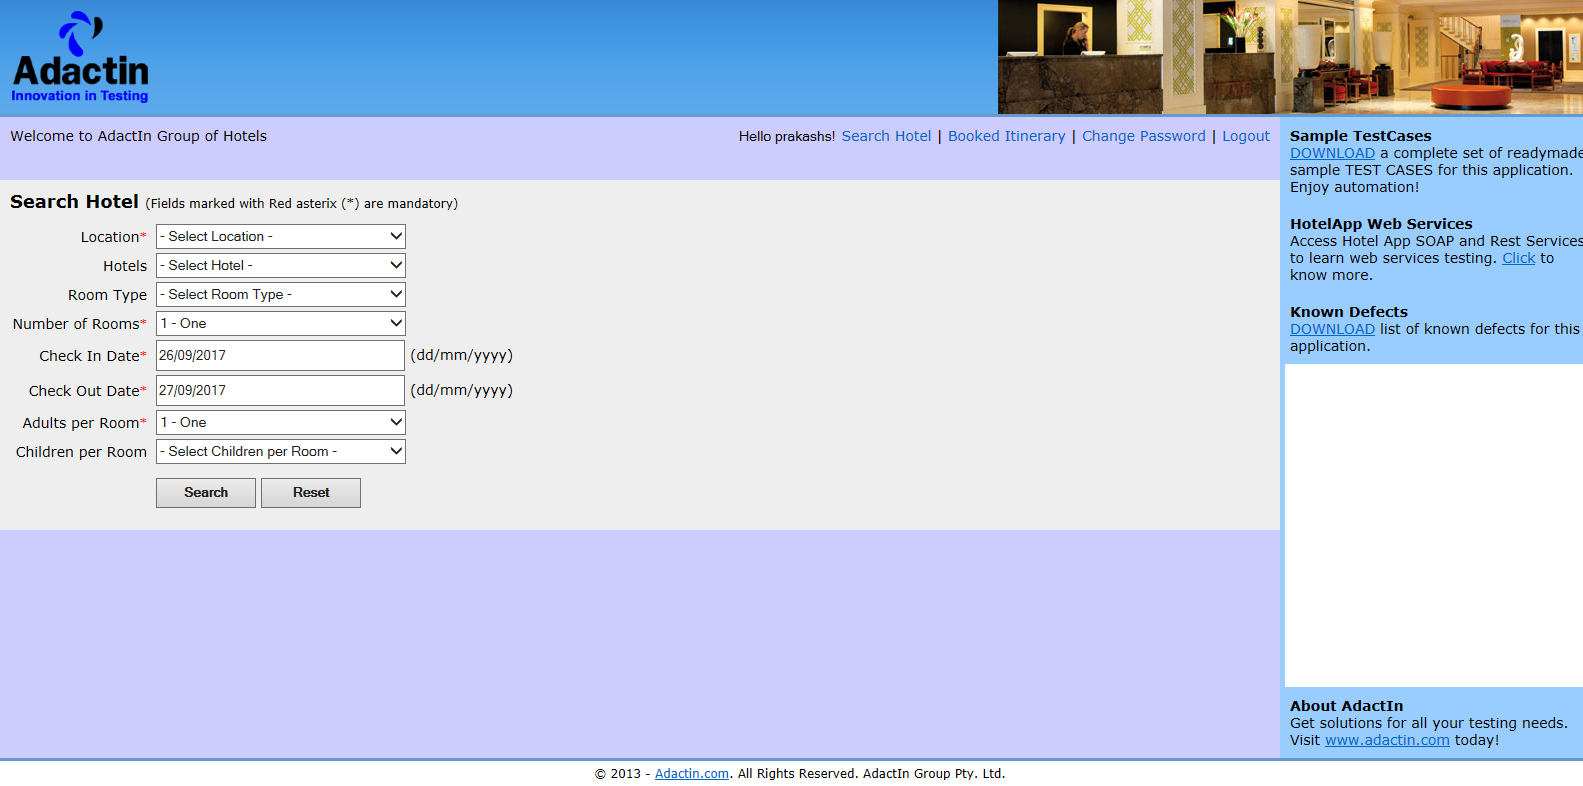 Adactin
Innovation in Testing
Welcome to AdactIn Group of Hotels
Hello prakashs! Search Hotel | Booked Itinerary | Change Password | Logout
Search Hotel (Fields marked with Red asterix (*) are mandatory)
Location* - Select Location -
Hotels - Select Hotel -
Room Type - Select Room Type -
Number of Rooms* 1 - One
Check In Date* 26/09/2017 (dd/mm/yyyy)
Check Out Date* 27/09/2017 (dd/mm/yyyy)
Adults per Room* 1 - One
Children per Room - Select Children per Room -
Search Reset
Sample TestCases
DOWNLOAD a complete set of readymade
sample TEST CASES for this application.
Enjoy automation!
HotelApp Web Services
Access Hotel App SOAP and Rest Services
to learn web services testing. Click to
know more.
Known Defects
DOWNLOAD list of known defects for this
application.
About AdactIn
Get solutions for all your testing needs.
Visit www.adactin.com today!
© 2013 - Adactin.com. All Rights Reserved. AdactIn Group Pty. Ltd.